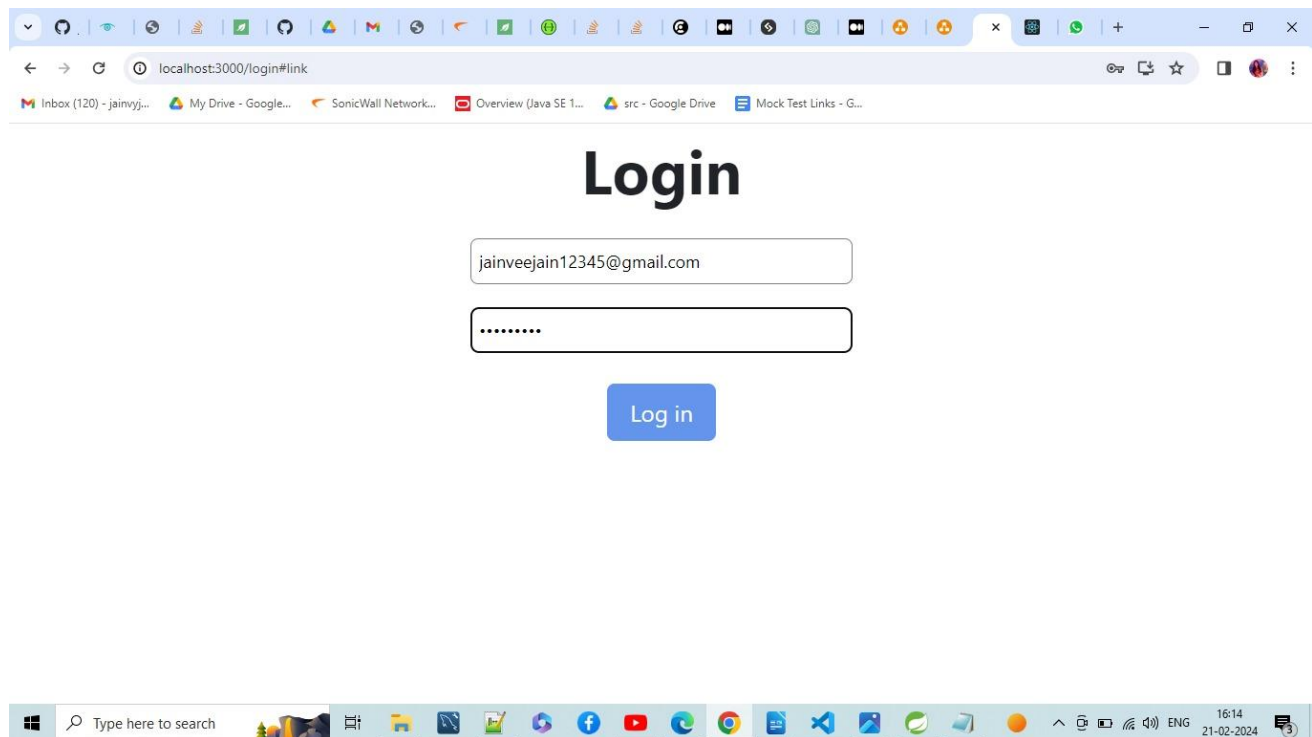 localhost:3000/login#link
Inbox (120) - jainvyj... My Drive - Google... SonicWall Network... Overview (Java SE 1... src - Google Drive Mock Test Links - G...
Login
jainveejain12345@gmail.com
•••••••••
Log in
Type here to search
ENG
16:14
21-02-2024
3